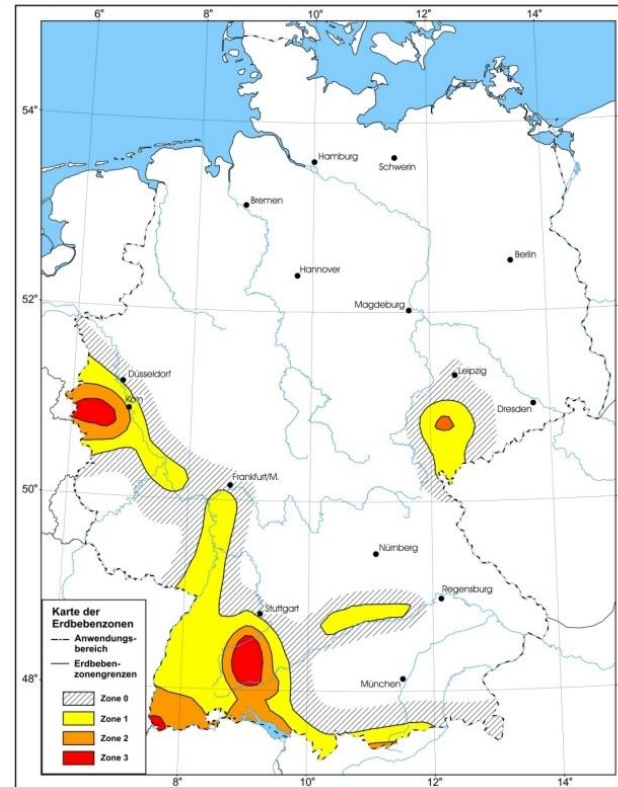 6°
8°
10°
12°
14°
54°
Hamburg
Schwerin
Bremen
Berlin
Hannover
52°
Magdeburg
Düsseldorf
Leipzig
Köln
Dresden
50°
Frankfurt/M.
Nürnberg
Regensburg
Stuttgart
48°
München
Karte der
Erdbebenzonen
Anwendungs-
bereich
Erdbeben-
zonengrenzen
Zone 0
Zone 1
Zone 2
Zone 3
8°
10°
12°
14°